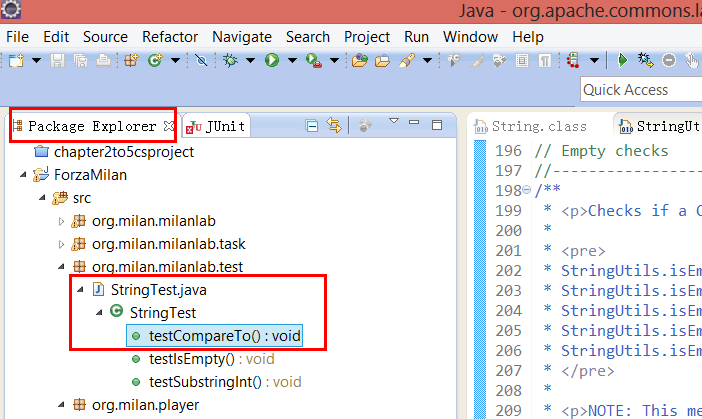 Java - org.apache.commons.la
File Edit Source Refactor Navigate Search Project Run Window Help
Quick Access
Package Explorer JUnit
String.class StringUt
chapter2to5csproject
ForzaMilan
src
org.milan.milanlab
org.milan.milanlab.task
org.milan.milanlab.test
StringTest.java
StringTest
testCompareTo() : void
testIsEmpty() : void
testSubstringInt() : void
org.milan.player
196 // Empty checks
197 //-----------------
198 /**
199 * <p>Checks if a C
200 *
201 * <pre>
202 * StringUtils.isEm
203 * StringUtils.isEm
204 * StringUtils.isEm
205 * StringUtils.isEm
206 * StringUtils.isEm
207 * </pre>
208 *
209 * <p>NOTE: This me